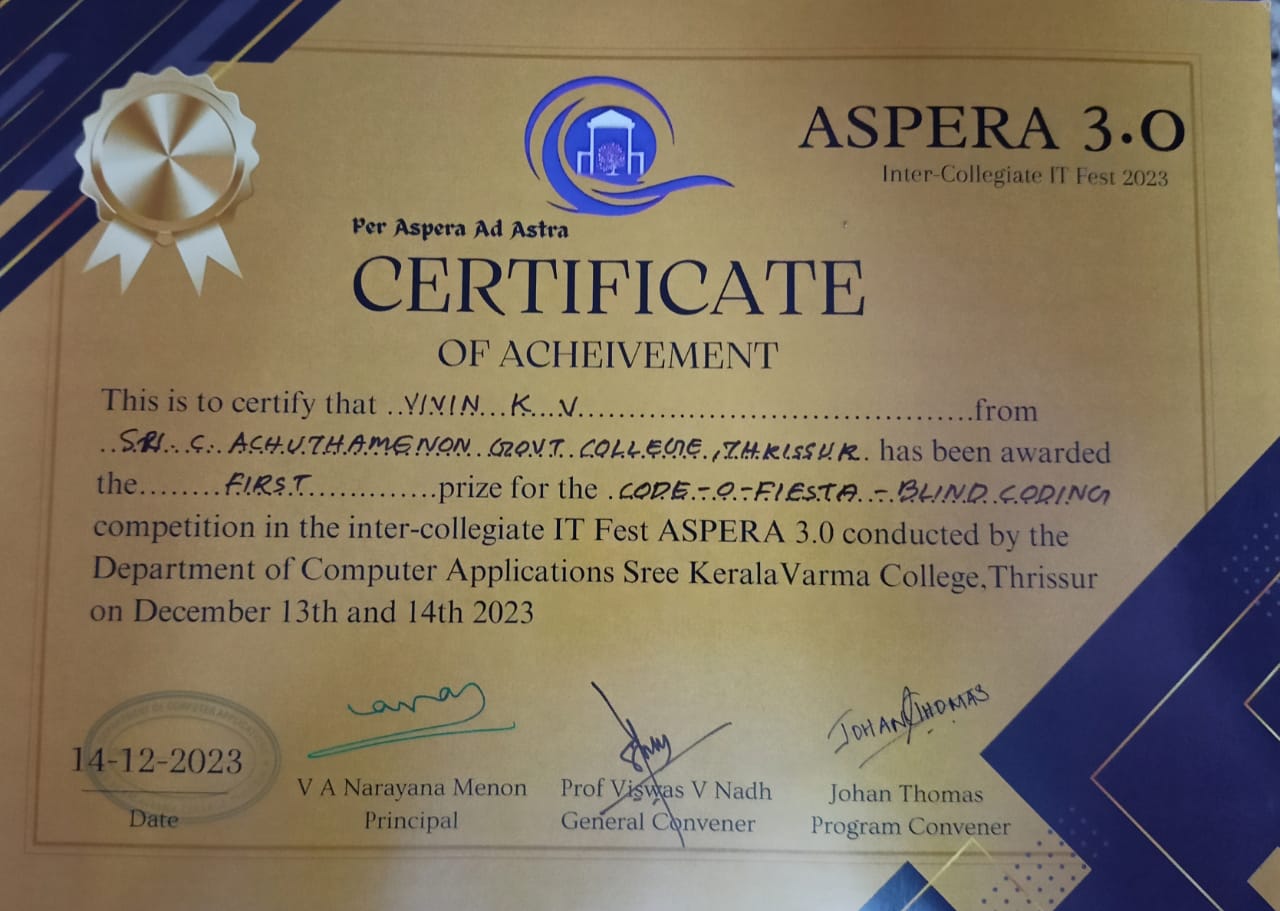 ASPERA 3.0
Inter-Collegiate IT Fest 2023
Per Aspera Ad Astra
CERTIFICATE
OF ACHEIVEMENT
This is to certify that ..VIVIN...K...V.......................................from
..SRI..C..ACHUTHAMENON..GOVT..COLLEGE.,THRISSUR. has been awarded
the........FIRST.............prize for the .CODE-O-FIESTA-BLIND CODING
competition in the inter-collegiate IT Fest ASPERA 3.0 conducted by the
Department of Computer Applications Sree Kerala Varma College,Thrissur
on December 13th and 14th 2023
JOHAN THOMAS
14-12-2023
Date
V A Narayana Menon
Principal
Prof Viswas V Nadh
General Convener
Johan Thomas
Program Convener